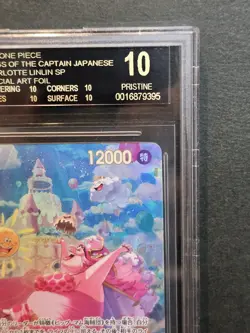 ONE PIECE
S OF THE CAPTAIN JAPANESE
RLOTTE LINLIN SP
CIAL ART FOIL
ERING 10 CORNERS 10
ES 10 SURFACE 10
10
PRISTINE
0016879395
12000 特